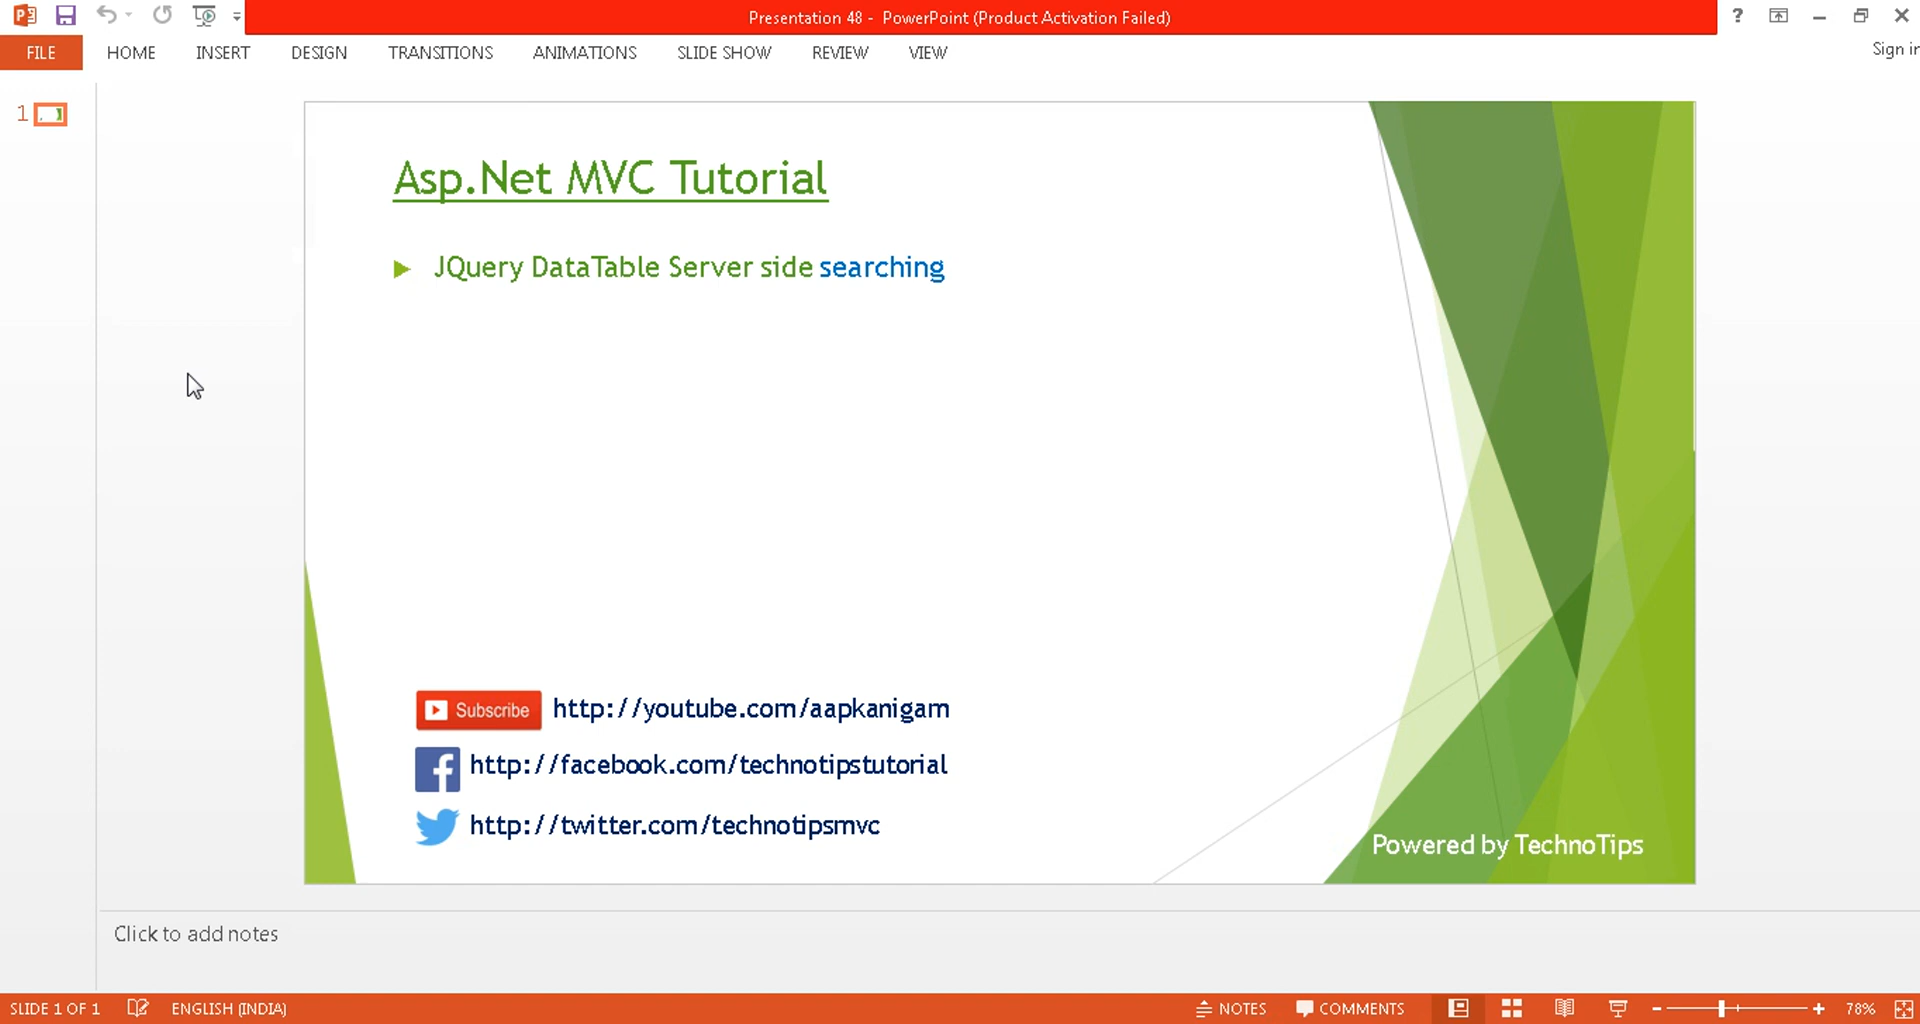 Presentation 48 - PowerPoint (Product Activation Failed)
?
FILE HOME INSERT DESIGN TRANSITIONS ANIMATIONS SLIDE SHOW REVIEW VIEW
Sign in
1
Asp.Net MVC Tutorial
JQuery DataTable Server side searching
Subscribe http://youtube.com/aapkanigam
http://facebook.com/technotipstutorial
http://twitter.com/technotipsmvc
Powered by TechnoTips
Click to add notes
SLIDE 1 OF 1 ENGLISH (INDIA) NOTES COMMENTS 78%